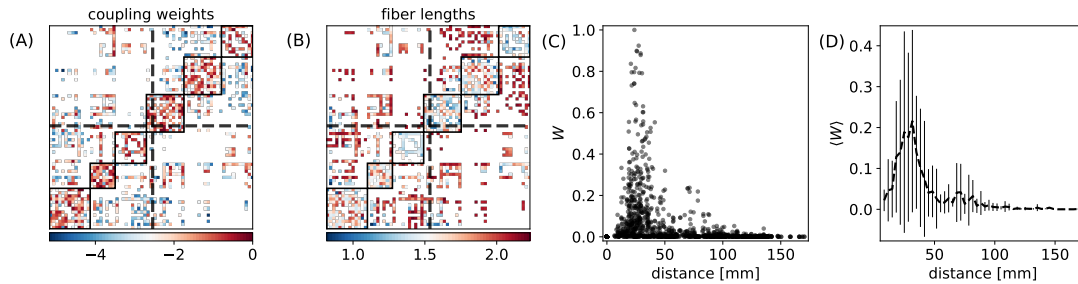 coupling weights
(A)
−4 −2 0
fiber lengths
(B)
1.0 1.5 2.0
(C)
W
1.0
0.8
0.6
0.4
0.2
0.0
0 50 100 150
distance [mm]
(D)
⟨W⟩
0.4
0.3
0.2
0.1
0.0
50 100 150
distance [mm]